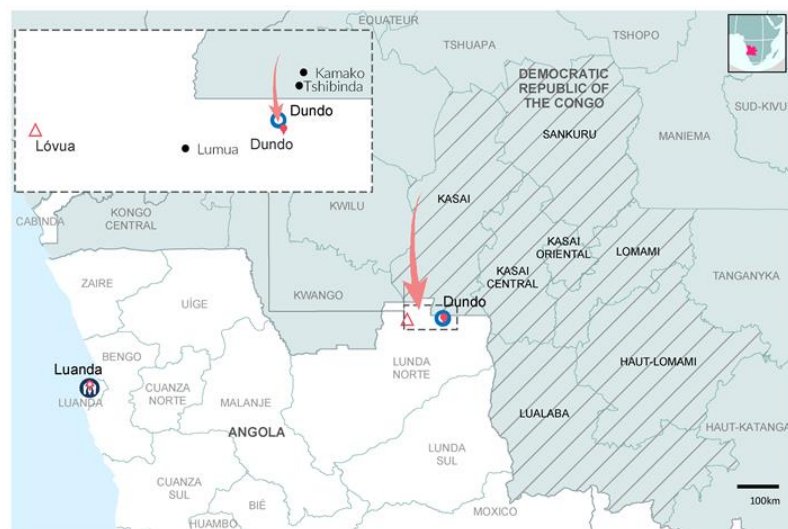 EQUATEUR
TSHUAPA
TSHOPO
DEMOCRATIC
REPUBLIC OF
THE CONGO
SUD-KIVU
Kamako
Tshibinda
Dundo
Dundo
Lóvua
Lumua
SANKURU
MANIEMA
KASAI
KWILU
CABINDA
KONGO
CENTRAL
KASAI
ORIENTAL
LOMAMI
KASAI
CENTRAL
TANGANYKA
ZAIRE
UÍGE
KWANGO
Dundo
BENGO
LUNDA
NORTE
HAUT-LOMAMI
Luanda
LUANDA
CUANZA
NORTE
MALANJE
LUALABA
HAUT-KATANGA
ANGOLA
LUNDA
SUL
CUANZA
SUL
BIÉ
MOXICO
HUAMBO
100km